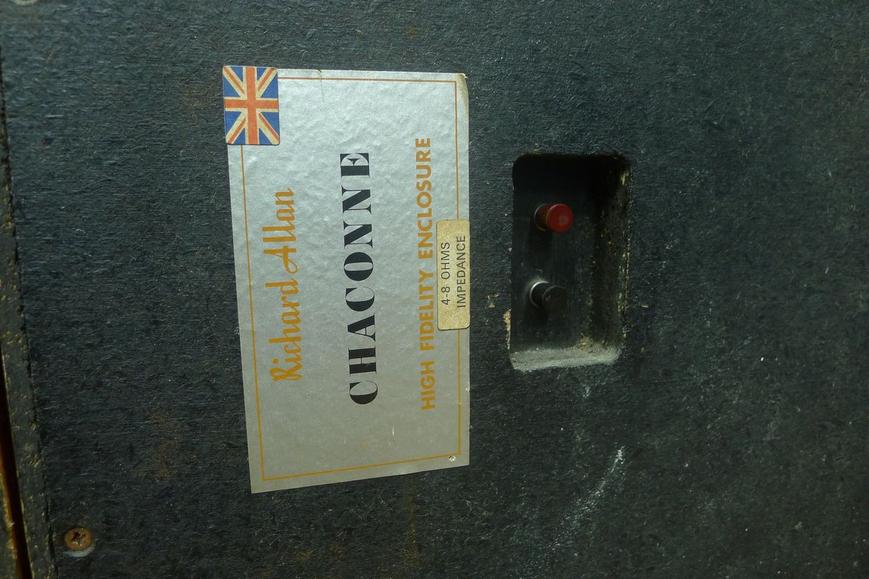 Richard Allan
CHACONNE
HIGH FIDELITY ENCLOSURE
4-8 OHMS
IMPEDANCE